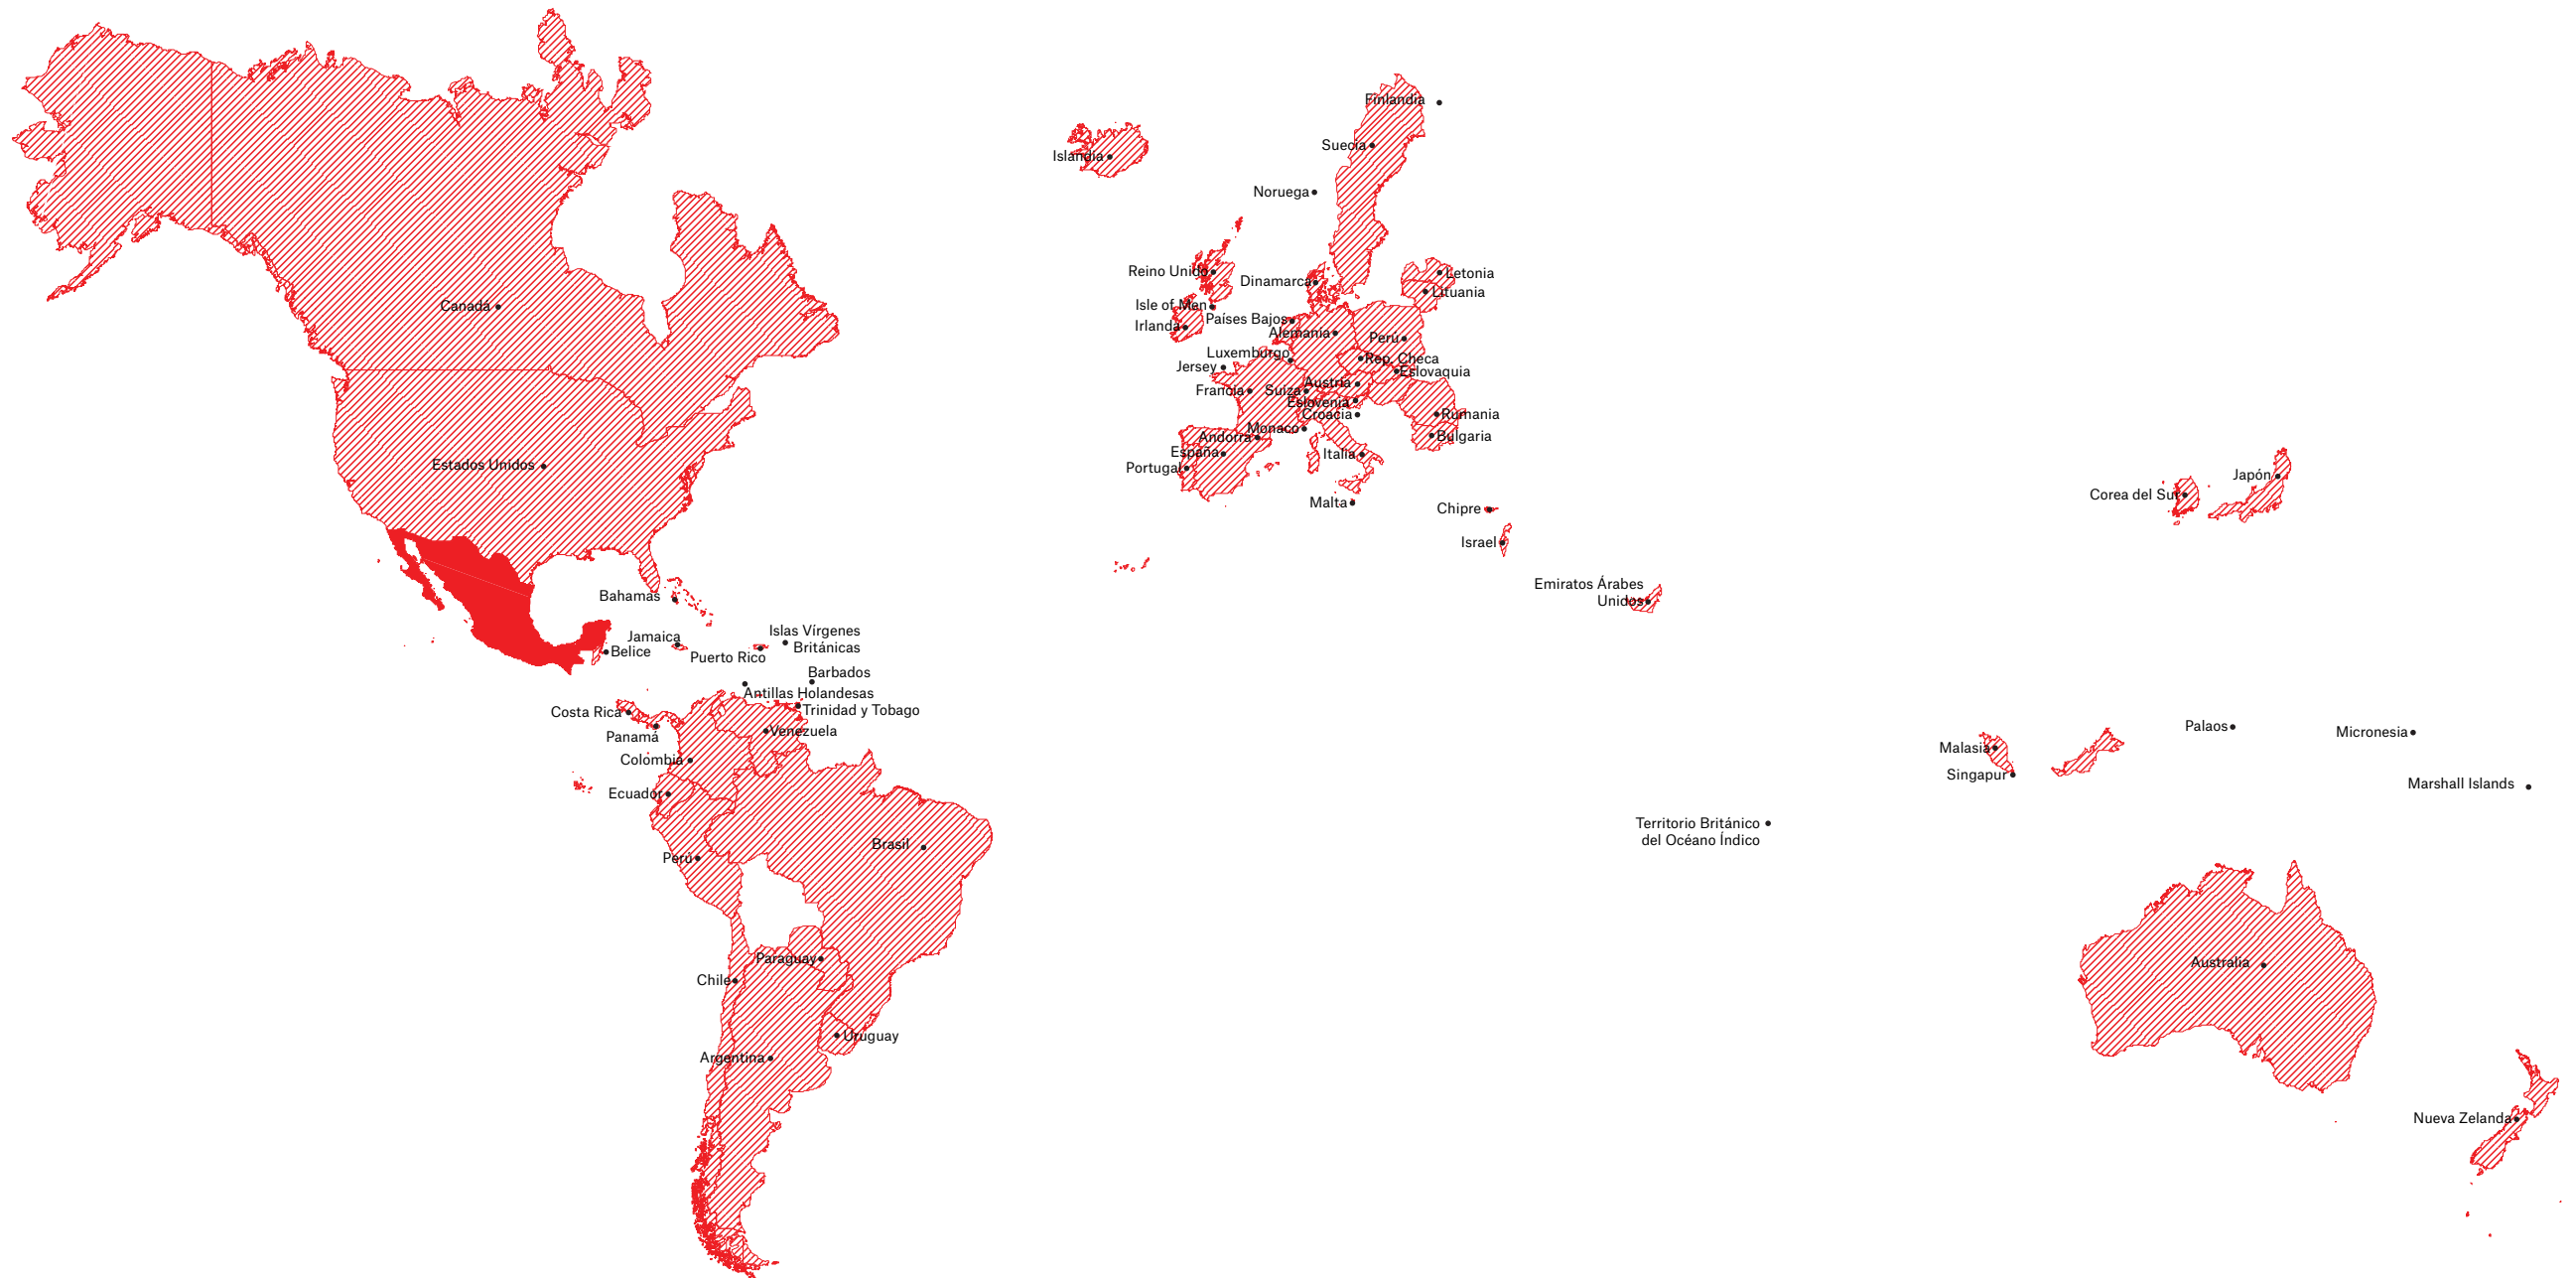 Finlandia
Suecia
Islandia
Noruega
Reino Unido
Dinamarca
Letonia
Lituania
Canadá
Isle of Men
Irlanda
Países Bajos
Alemania
Perú
Luxemburgo
Rep. Checa
Jersey
Eslovaquia
Austria
Francia
Suiza
Eslovenia
Croacia
Rumania
Monaco
Andorra
Bulgaria
España
Italia
Portugal
Estados Unidos
Malta
Chipre
Israel
Japón
Corea del Sur
Emiratos Árabes
Unidos
Bahamas
Islas Vírgenes
Británicas
Jamaica
Belice
Puerto Rico
Barbados
Antillas Holandesas
Trinidad y Tobago
Costa Rica
Panamá
Venezuela
Colombia
Ecuador
Palaos
Micronesia
Malasia
Singapur
Marshall Islands
Territorio Británico
del Océano Índico
Brasil
Perú
Paraguay
Chile
Australia
Uruguay
Argentina
Nueva Zelanda